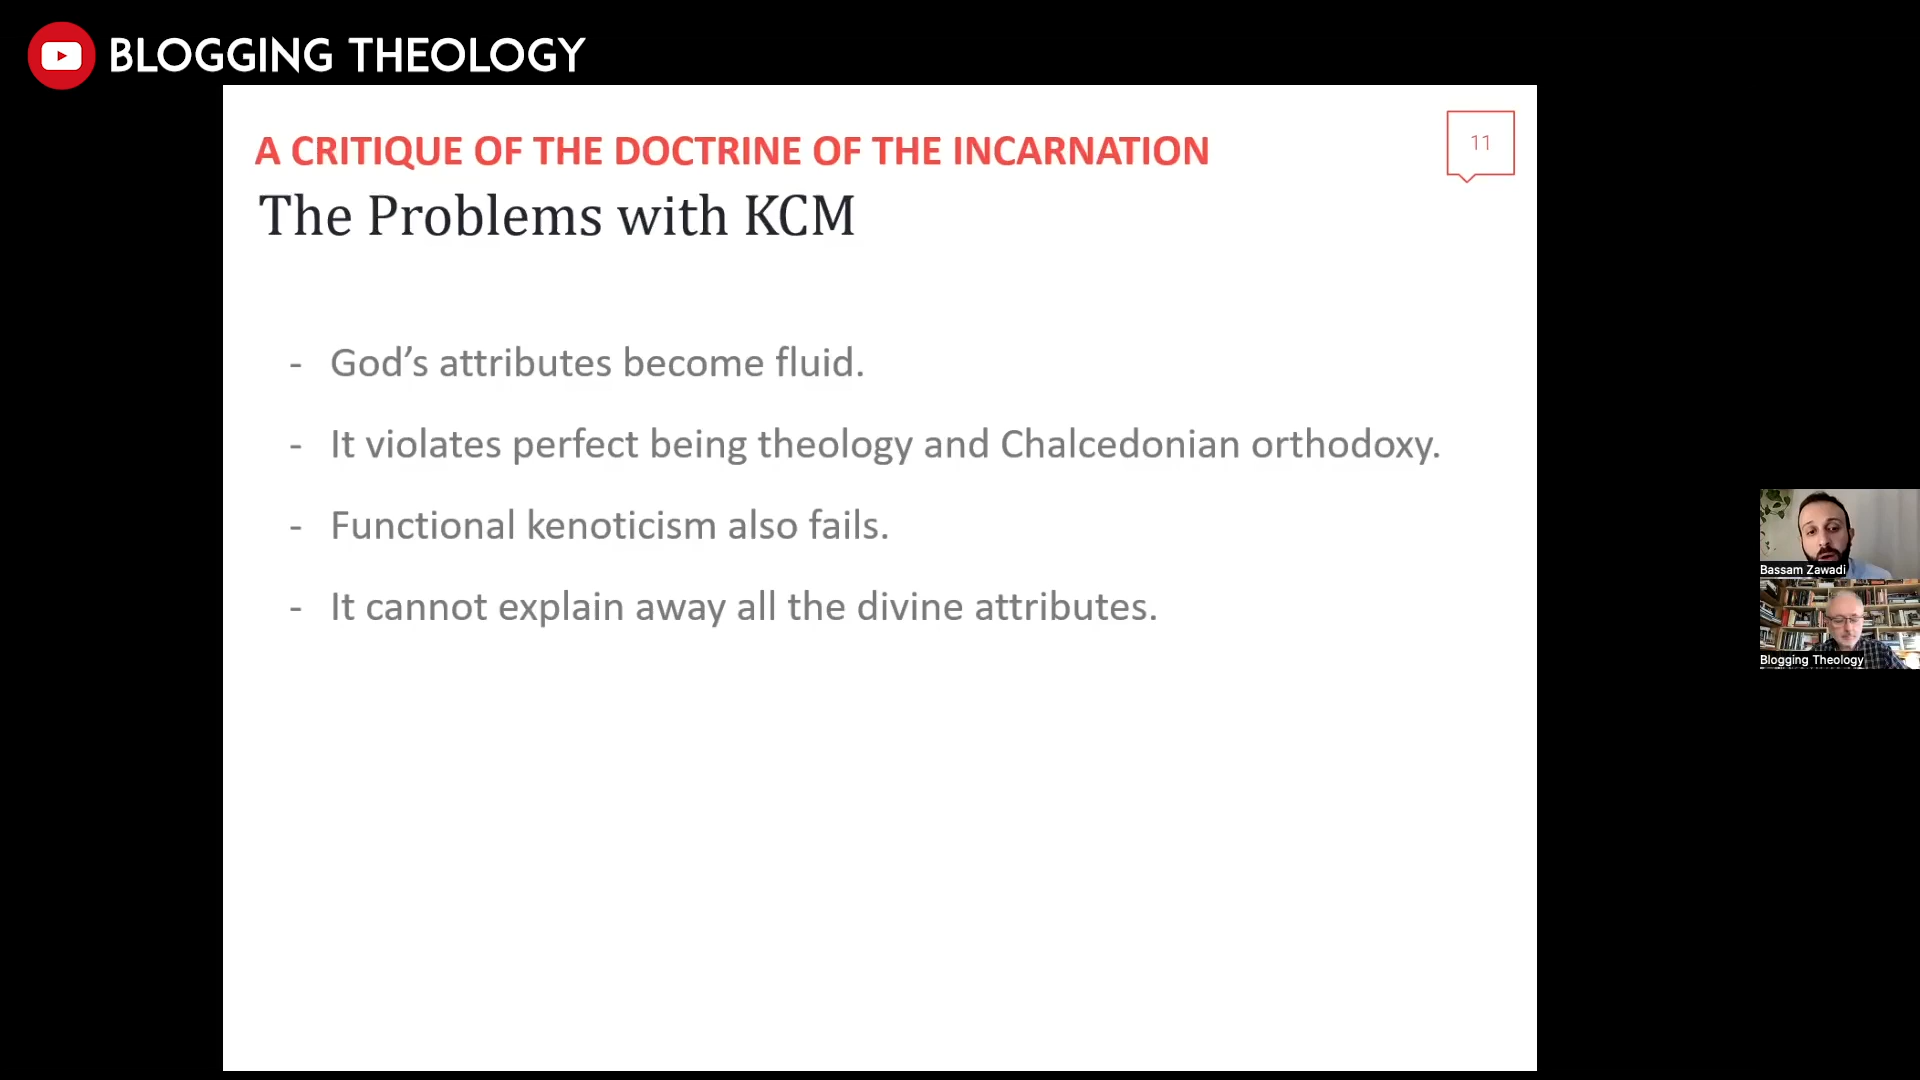 BLOGGING THEOLOGY
A CRITIQUE OF THE DOCTRINE OF THE INCARNATION
11
The Problems with KCM
- God’s attributes become fluid.
- It violates perfect being theology and Chalcedonian orthodoxy.
- Functional kenoticism also fails.
- It cannot explain away all the divine attributes.
Bassam Zawadi
Blogging Theology